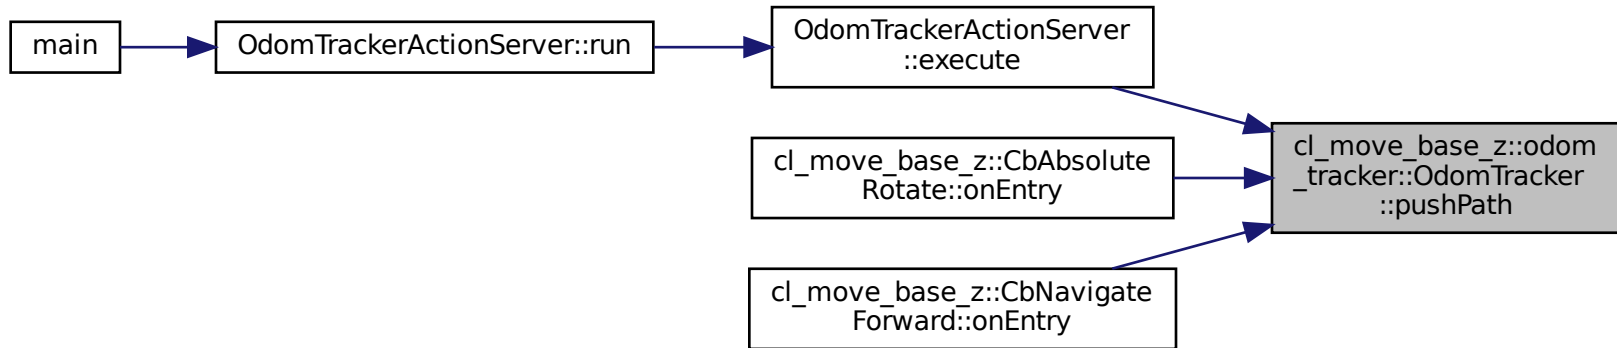 main
OdomTrackerActionServer::run
OdomTrackerActionServer
::execute
cl_move_base_z::CbAbsolute
Rotate::onEntry
cl_move_base_z::CbNavigate
Forward::onEntry
cl_move_base_z::odom
_tracker::OdomTracker
::pushPath